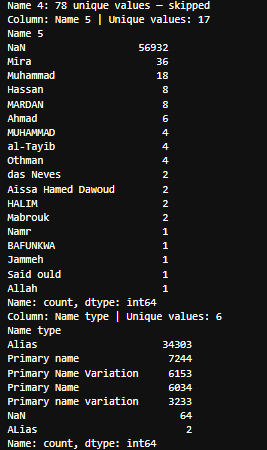 Name 4: 78 unique values — skipped
Column: Name 5 | Unique values: 17
Name 5
NaN 56932
Mira 36
Muhammad 18
Hassan 8
MARDAN 8
Ahmad 6
MUHAMMAD 4
al-Tayib 4
Othman 4
das Neves 2
Aissa Hamed Dawoud 2
HALIM 2
Mabrouk 2
Namr 1
BAFUNKWA 1
Jammeh 1
Said ould 1
Allah 1
Name: count, dtype: int64
Column: Name type | Unique values: 6
Name type
Alias 34303
Primary name 7244
Primary Name Variation 6153
Primary Name 6034
Primary name variation 3233
NaN 64
ALias 2
Name: count, dtype: int64